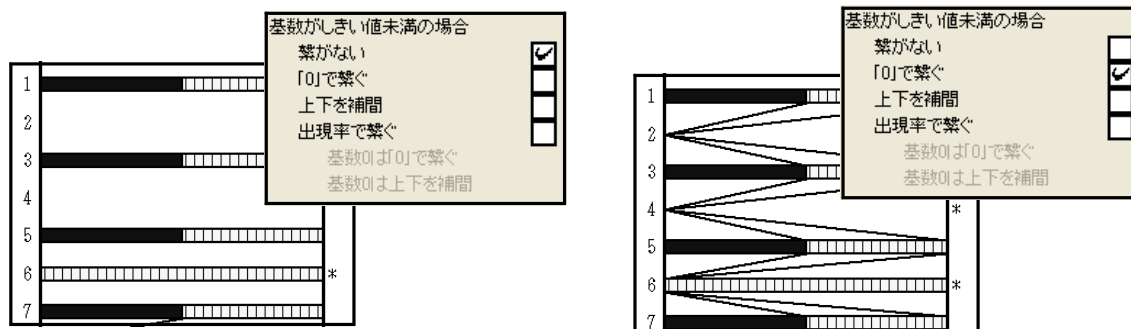 基数がしきい値未満の場合
繋がない
「0」で繋ぐ
上下を補間
出現率で繋ぐ
基数0は「0」で繋ぐ
基数0は上下を補間
1
2
3
4
5
6 *
7
基数がしきい値未満の場合
繋がない
「0」で繋ぐ
上下を補間
出現率で繋ぐ
基数0は「0」で繋ぐ
基数0は上下を補間
1
2
3
4 *
5
6 *
7